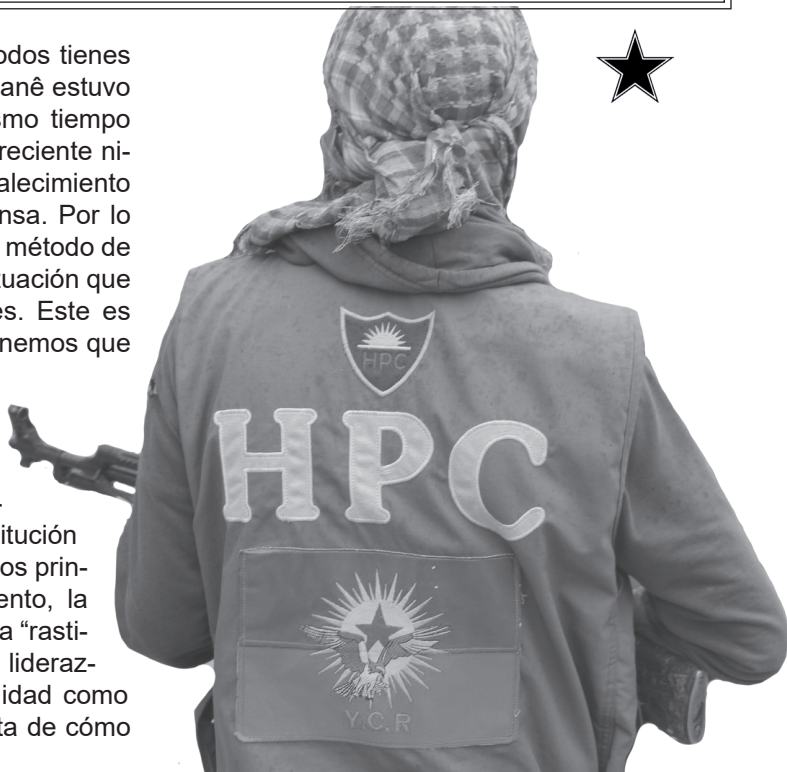 odos tienes
anê estuvo
smo tiempo
reciente ni-
alecimiento
nsa. Por lo
método de
tuación que
es. Este es
nemos que
itución
os prin-
ento, la
a “rasti-
lideraz-
idad como
ta de cómo
HPC
HPC
Y.C.R